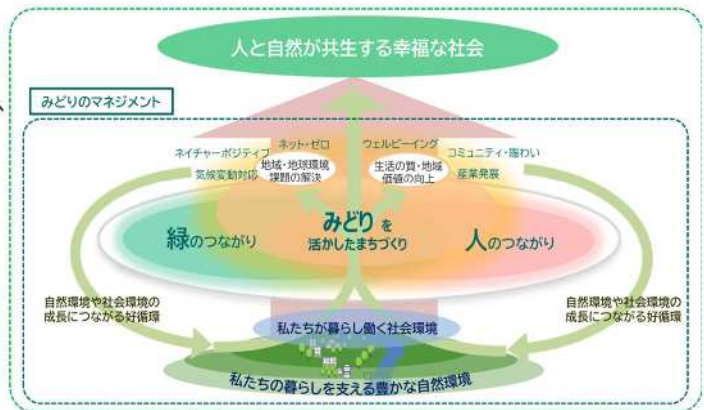 人と自然が共生する幸福な社会
みどりのマネジメント
ネット・ゼロ
ウェルビーイング
ネイチャーポジティブ
コミュニティ・賑わい
地域・地球環境
課題の解決
生活の質・地域
価値の向上
気候変動対応
産業発展
緑のつながり
みどりを
活かしたまちづくり
人のつながり
自然環境や社会環境の
成長につながる好循環
自然環境や社会環境の
成長につながる好循環
私たちが暮らし働く社会環境
私たちの暮らしを支える豊かな自然環境